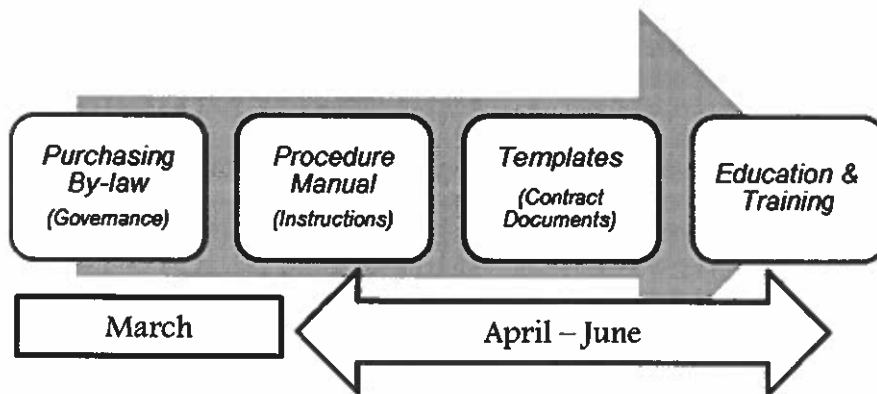 Purchasing
By-law
(Governance)
Procedure
Manual
(Instructions)
Templates
(Contract
Documents)
Education &
Training
March
April – June